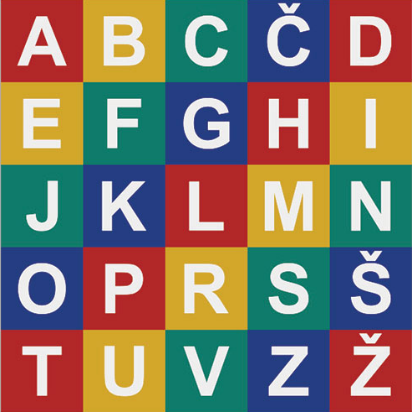 A B C Č D
E F G H I
J K L M N
O P R S Š
T U V Z Ž